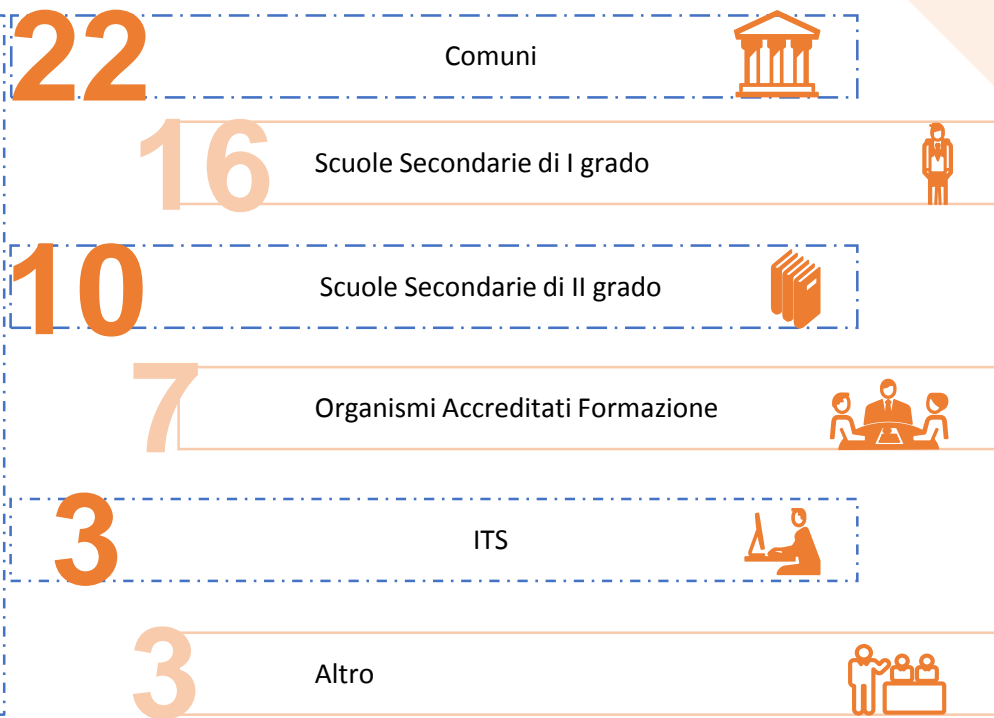 22
Comuni
16
Scuole Secondarie di I grado
10
Scuole Secondarie di II grado
7
Organismi Accreditati Formazione
3
ITS
3
Altro